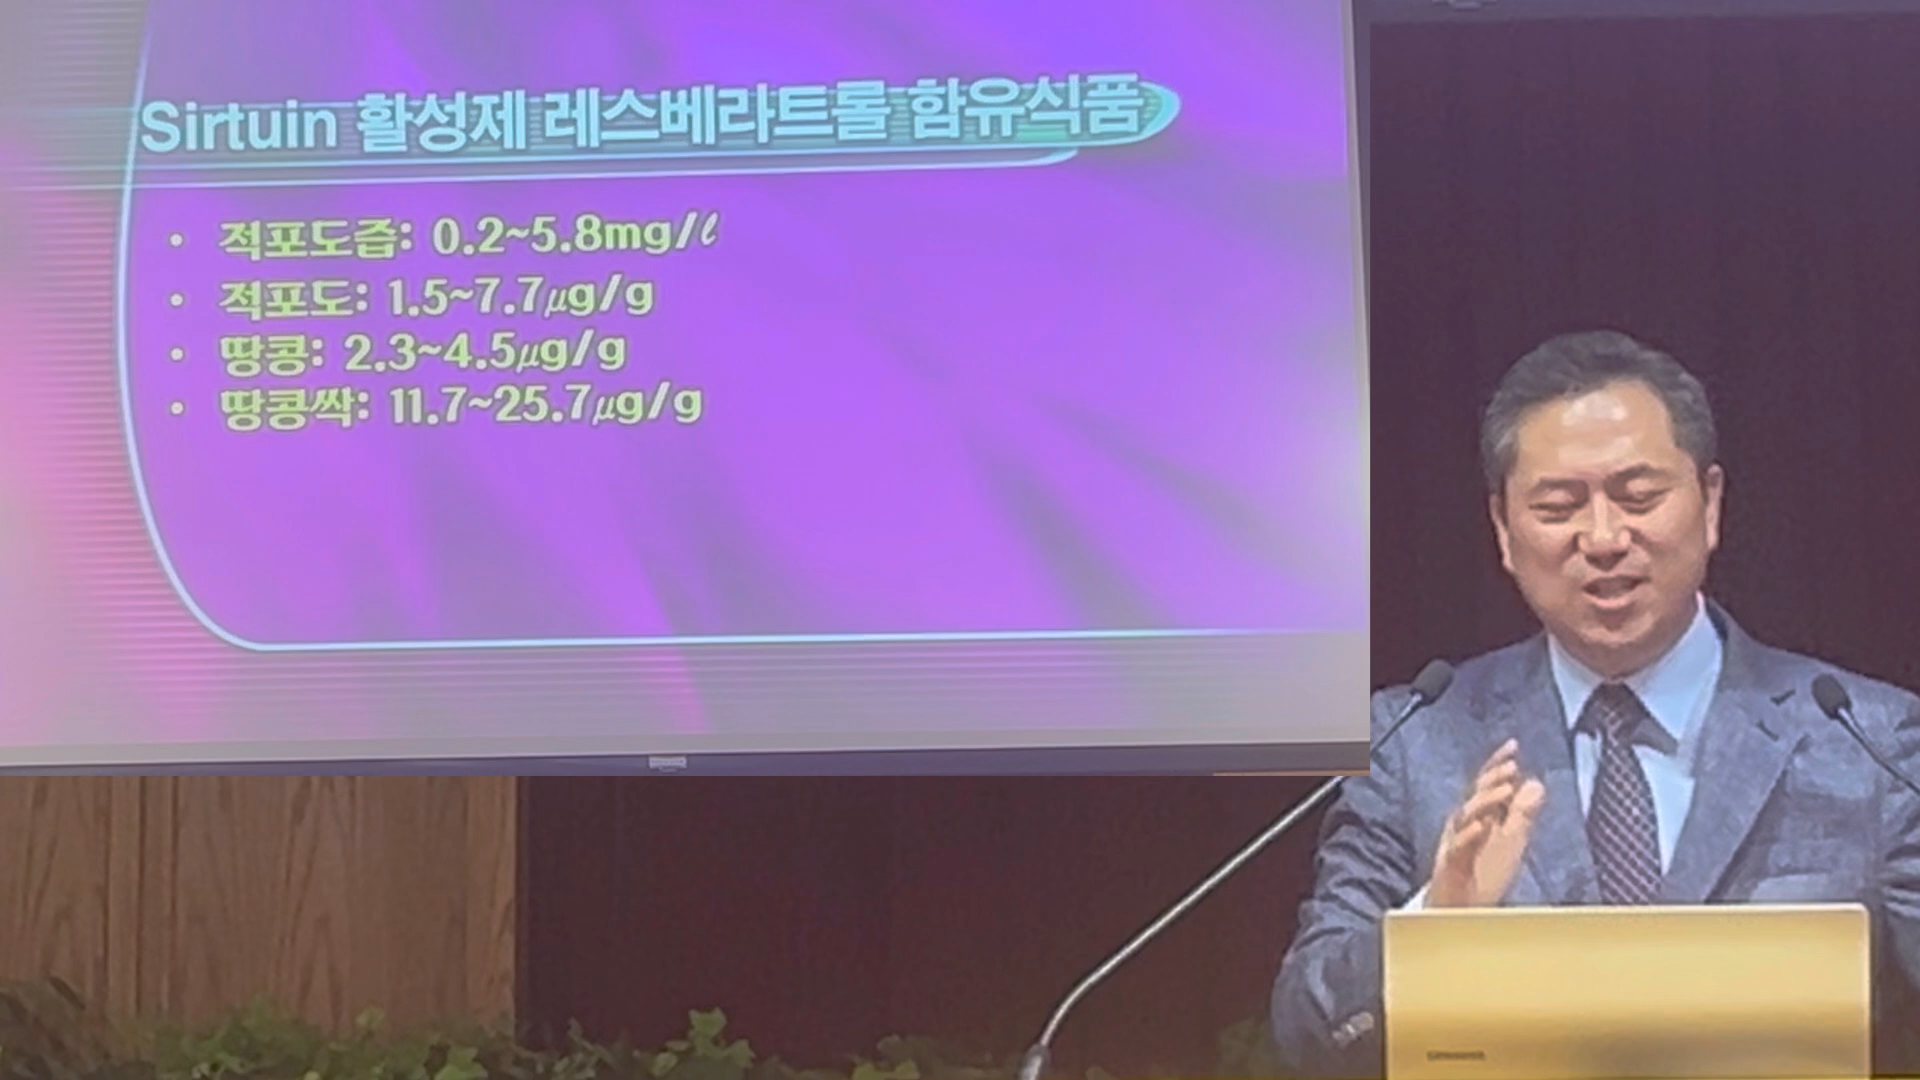 Sirtuin 활성제 레스베라트롤 함유식품
• 적포도즙: 0.2~5.8mg/ℓ
• 적포도: 1.5~7.7μg/g
• 땅콩: 2.3~4.5μg/g
• 땅콩싹: 11.7~25.7μg/g